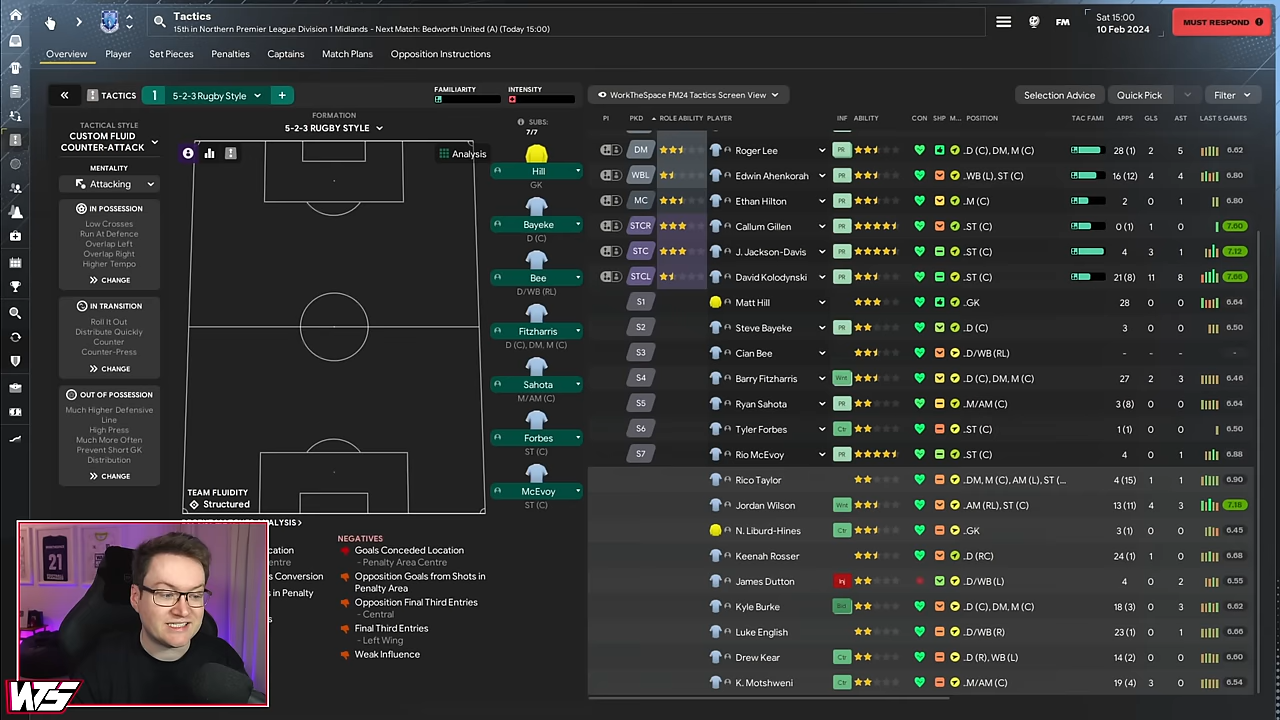 Tactics
15th in Northern Premier League Division 1 Midlands - Next Match: Bedworth United (A) (Today 15:00)
FM
Sat 15:00
10 Feb 2024
MUST RESPOND
Overview Player Set Pieces Penalties Captains Match Plans Opposition Instructions
TACTICS 1 5-2-3 Rugby Style +
FAMILIARITY INTENSITY
WorkTheSpace FM24 Tactics Screen View
Selection Advice Quick Pick Filter
TACTICAL STYLE
CUSTOM FLUID COUNTER-ATTACK
MENTALITY
Attacking
IN POSSESSION
Low Crosses
Run At Defence
Overlap Left
Overlap Right
Higher Tempo
CHANGE
IN TRANSITION
Roll It Out
Distribute Quickly
Counter
Counter-Press
CHANGE
OUT OF POSSESSION
Much Higher Defensive
Line
High Press
Much More Often
Prevent Short GK
Distribution
CHANGE
FORMATION
5-2-3 RUGBY STYLE
Analysis
TEAM FLUIDITY
Structured
SUBS:
7/7
Hill
GK
Bayeke
D (C)
Bee
D/WB (RL)
Fitzharris
D (C), DM, M (C)
Sahota
M/AM (C)
Forbes
ST (C)
McEvoy
ST (C)
NEGATIVES
Goals Conceded Location
- Penalty Area Centre
Opposition Goals from Shots in
Penalty Area
Opposition Final Third Entries
- Central
Final Third Entries
- Left Wing
Weak Influence
PI PKD ROLE ABILITY PLAYER INF ABILITY CON SHP M... POSITION TAC FAMI APPS GLS AST LAST 5 GAMES
DM Roger Lee PR D (C), DM, M (C) 28 (1) 2 5 6.62
WBL Edwin Ahenkorah PR WB (L), ST (C) 16 (12) 4 4 6.80
MC Ethan Hilton PR M (C) 2 0 1 6.80
STCR Callum Gillen PR ST (C) 0 (1) 1 0 7.60
STC J. Jackson-Davis PR ST (C) 4 3 1 7.12
STCL David Kolodynski PR ST (C) 21 (8) 11 8 7.66
S1 Matt Hill GK 28 0 0 6.64
S2 Steve Bayeke PR D (C) 3 0 0 6.50
S3 Cian Bee D/WB (RL) - - - -
S4 Barry Fitzharris Wnt D (C), DM, M (C) 27 2 3 6.46
S5 Ryan Sahota PR M/AM (C) 3 (8) 0 0 6.64
S6 Tyler Forbes Ctr ST (C) 1 (1) 0 0 6.50
S7 Rio McEvoy PR ST (C) 4 0 1 6.88
Rico Taylor DM, M (C), AM (L), ST (... 4 (15) 1 1 6.90
Jordan Wilson Wnt AM (RL), ST (C) 13 (11) 4 3 7.18
N. Liburd-Hines Ctr GK 3 (1) 0 0 6.45
Keenah Rosser D (RC) 24 (1) 1 0 6.68
James Dutton Inj D/WB (L) 4 0 2 6.55
Kyle Burke Bid D (C), DM, M (C) 18 (3) 0 3 6.62
Luke English D/WB (R) 23 (1) 0 1 6.66
Drew Kear Ctr D (R), WB (L) 14 (2) 0 1 6.60
K. Motshweni Ctr M/AM (C) 19 (4) 3 0 6.54
21
WTS